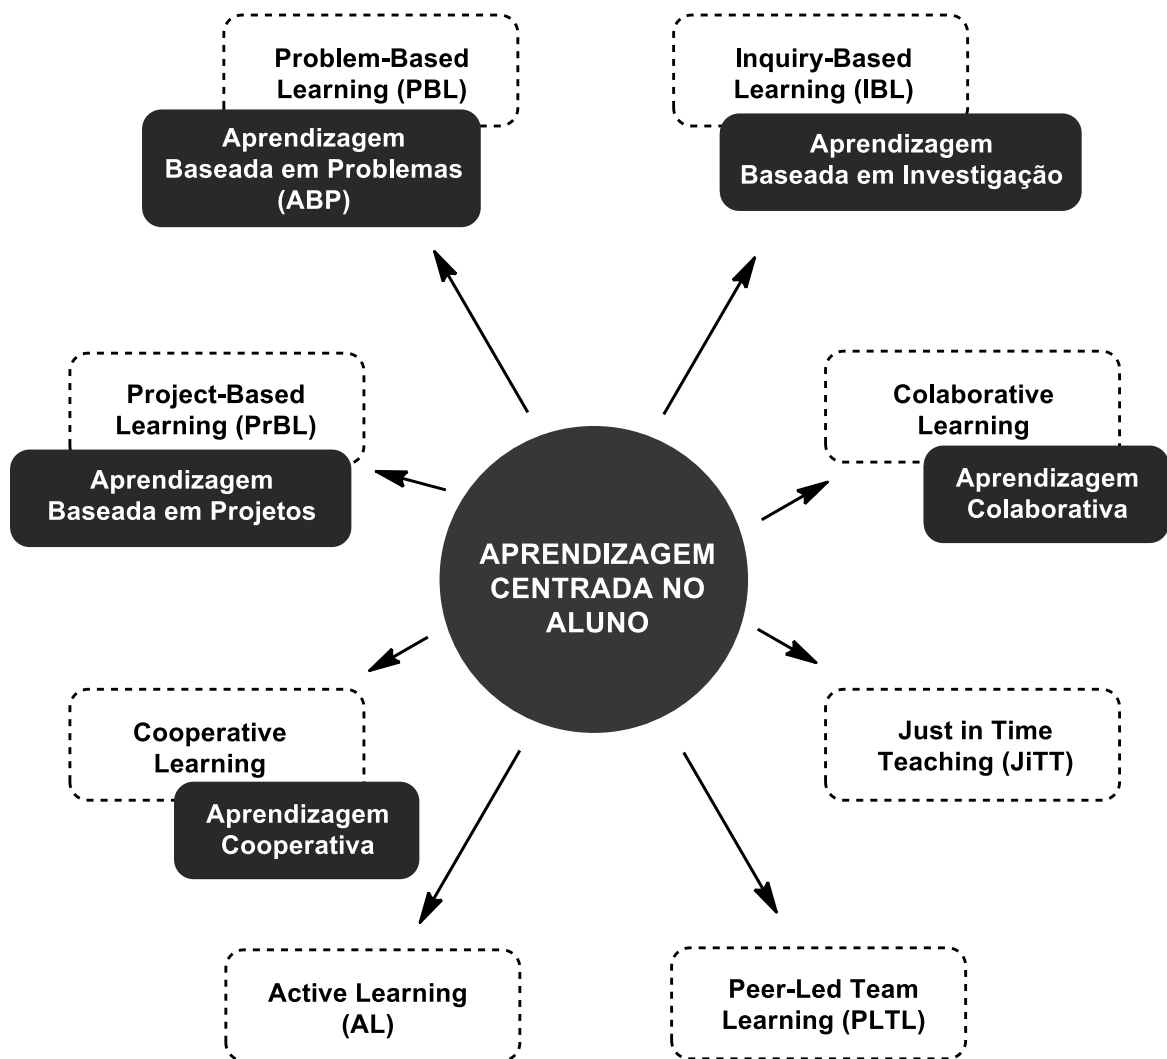 Problem-Based
Learning (PBL)
Aprendizagem
Baseada em Problemas
(ABP)
Inquiry-Based
Learning (IBL)
Aprendizagem
Baseada em Investigação
Project-Based
Learning (PrBL)
Aprendizagem
Baseada em Projetos
Colaborative
Learning
Aprendizagem
Colaborativa
APRENDIZAGEM
CENTRADA NO
ALUNO
Cooperative
Learning
Aprendizagem
Cooperativa
Just in Time
Teaching (JiTT)
Active Learning
(AL)
Peer-Led Team
Learning (PLTL)